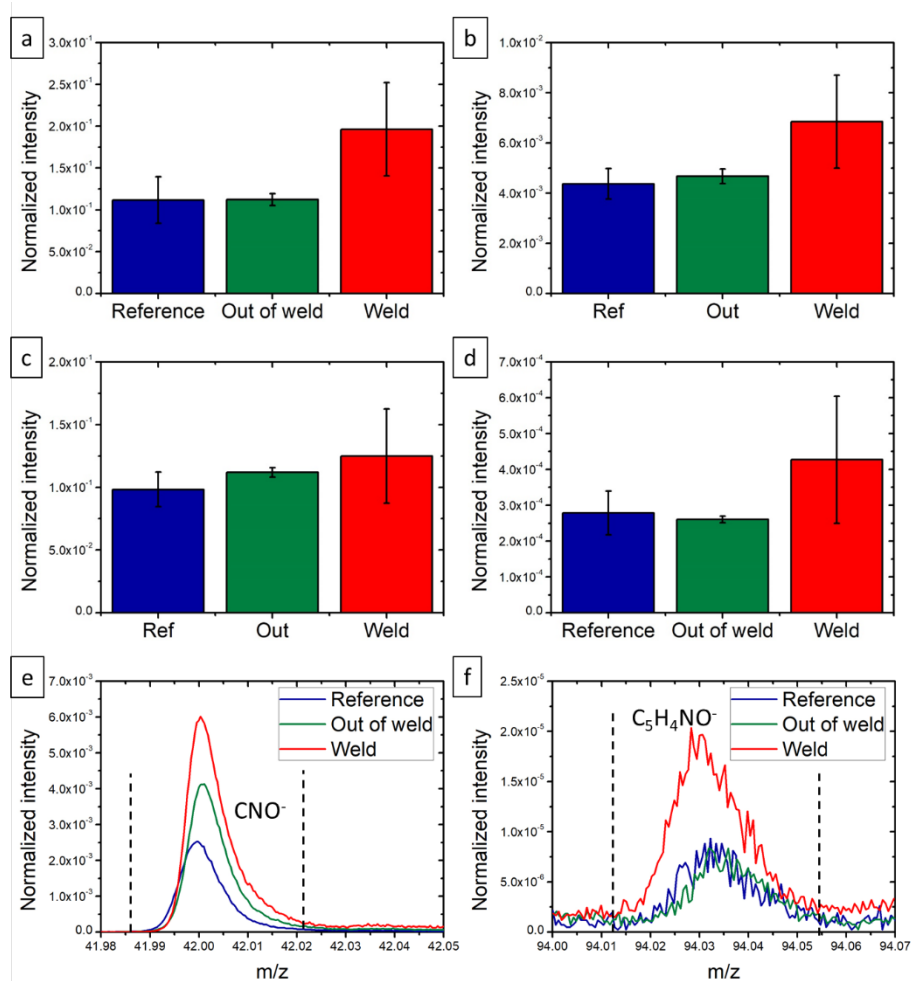 a
3.0x10⁻¹
2.5x10⁻¹
2.0x10⁻¹
1.5x10⁻¹
1.0x10⁻¹
5.0x10⁻²
0.0
Normalized intensity
Reference Out of weld Weld
b
1.0x10⁻²
8.0x10⁻³
6.0x10⁻³
4.0x10⁻³
2.0x10⁻³
0.0
Normalized intensity
Ref Out Weld
c
2.0x10⁻¹
1.5x10⁻¹
1.0x10⁻¹
5.0x10⁻²
0.0
Normalized intensity
Ref Out Weld
d
7.0x10⁻⁴
6.0x10⁻⁴
5.0x10⁻⁴
4.0x10⁻⁴
3.0x10⁻⁴
2.0x10⁻⁴
1.0x10⁻⁴
0.0
Normalized intensity
Reference Out of weld Weld
e
7.0x10⁻³
6.0x10⁻³
5.0x10⁻³
4.0x10⁻³
3.0x10⁻³
2.0x10⁻³
1.0x10⁻³
0.0
Normalized intensity
Reference
Out of weld
Weld
CNO⁻
41.98 41.99 42.00 42.01 42.02 42.03 42.04 42.05
m/z
f
2.5x10⁻⁵
2.0x10⁻⁵
1.5x10⁻⁵
1.0x10⁻⁵
5.0x10⁻⁶
0.0
Normalized intensity
C₅H₄NO⁻
Reference
Out of weld
Weld
94.00 94.01 94.02 94.03 94.04 94.05 94.06 94.07
m/z